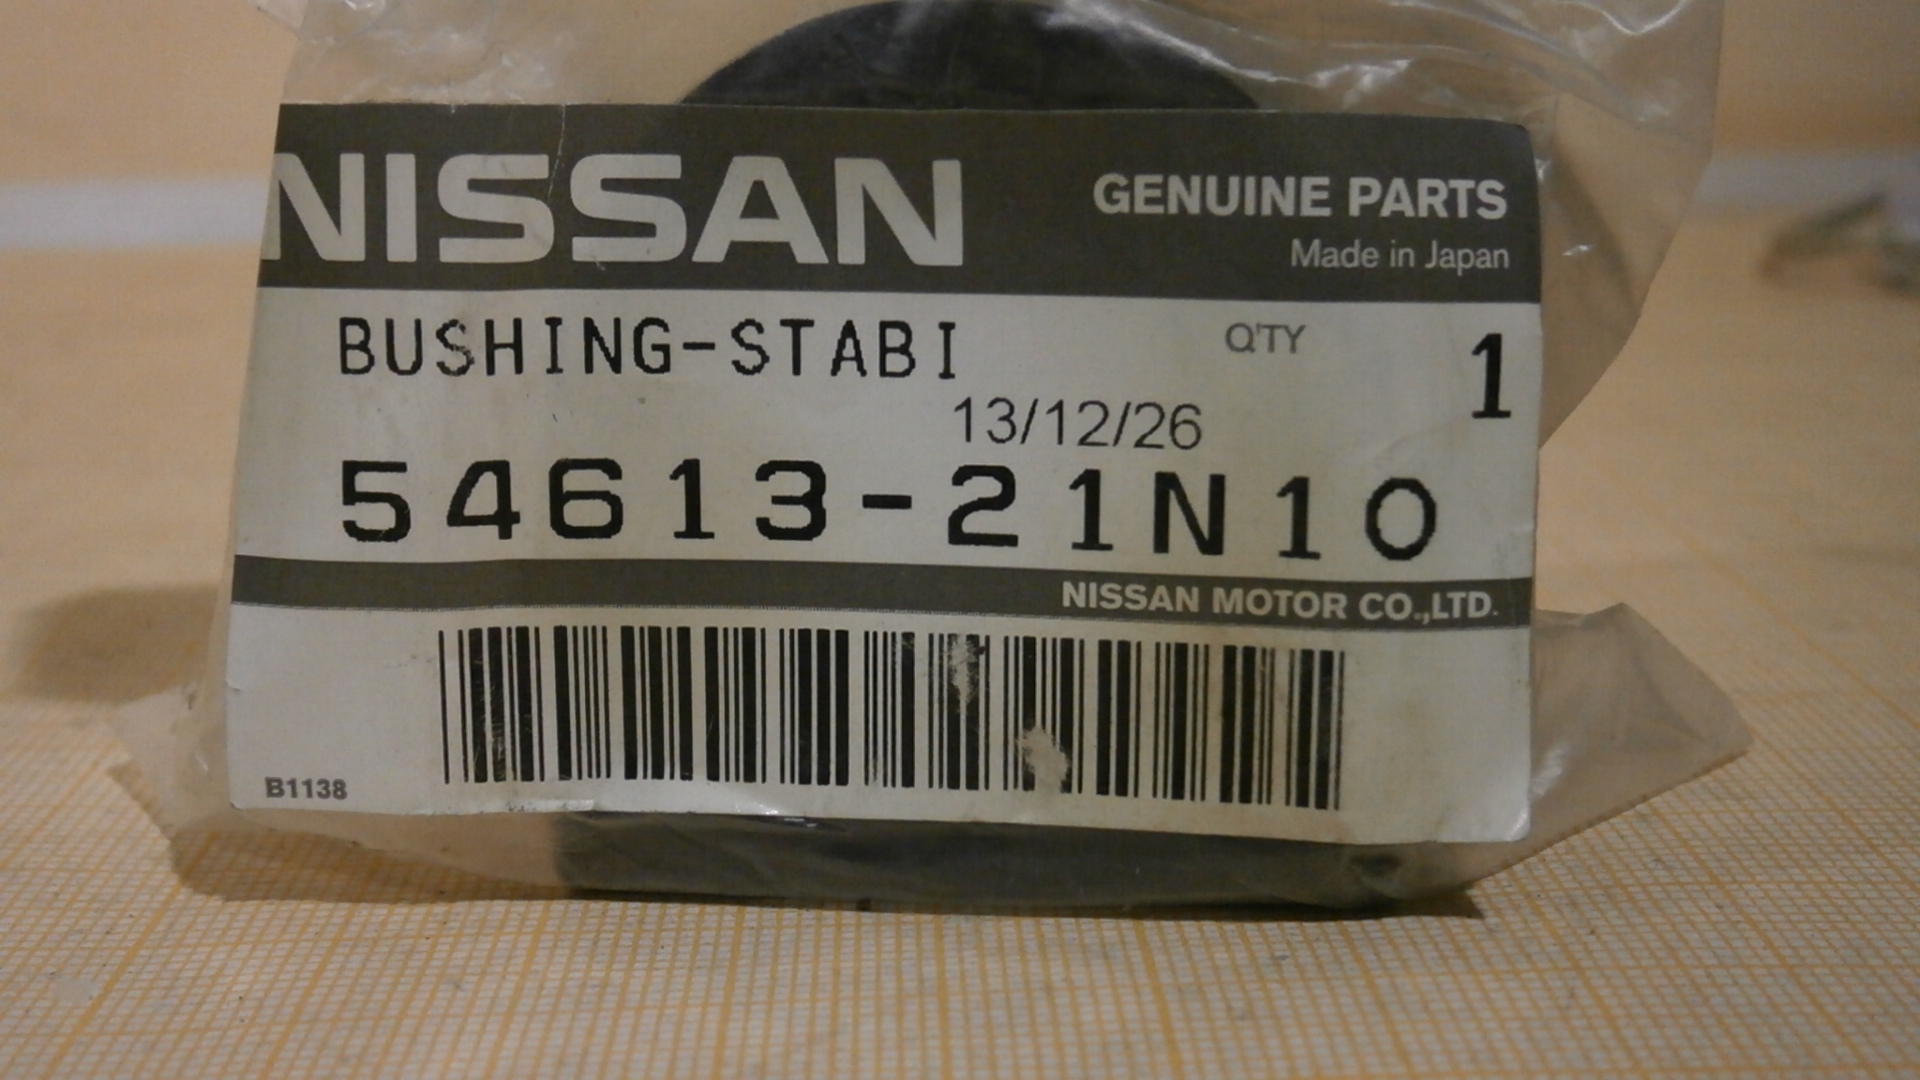 NISSAN
GENUINE PARTS
Made in Japan
BUSHING-STABI
Q'TY 1
13/12/26
54613-21N10
NISSAN MOTOR CO.,LTD.
B1138